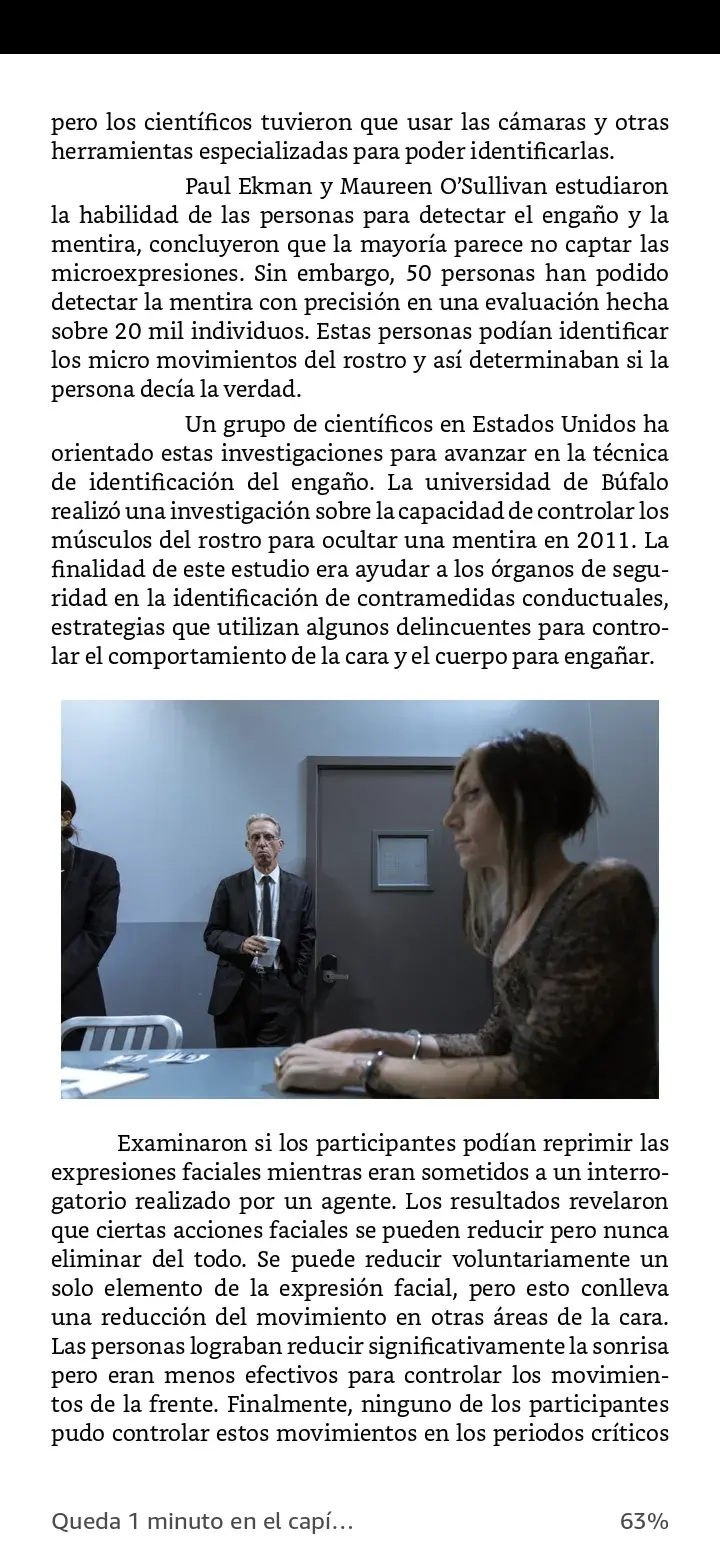 pero los científicos tuvieron que usar las cámaras y otras
herramientas especializadas para poder identificarlas.
Paul Ekman y Maureen O’Sullivan estudiaron
la habilidad de las personas para detectar el engaño y la
mentira, concluyeron que la mayoría parece no captar las
microexpresiones. Sin embargo, 50 personas han podido
detectar la mentira con precisión en una evaluación hecha
sobre 20 mil individuos. Estas personas podían identificar
los micro movimientos del rostro y así determinaban si la
persona decía la verdad.
Un grupo de científicos en Estados Unidos ha
orientado estas investigaciones para avanzar en la técnica
de identificación del engaño. La universidad de Búfalo
realizó una investigación sobre la capacidad de controlar los
músculos del rostro para ocultar una mentira en 2011. La
finalidad de este estudio era ayudar a los órganos de segu-
ridad en la identificación de contramedidas conductuales,
estrategias que utilizan algunos delincuentes para contro-
lar el comportamiento de la cara y el cuerpo para engañar.
Examinaron si los participantes podían reprimir las
expresiones faciales mientras eran sometidos a un interro-
gatorio realizado por un agente. Los resultados revelaron
que ciertas acciones faciales se pueden reducir pero nunca
eliminar del todo. Se puede reducir voluntariamente un
solo elemento de la expresión facial, pero esto conlleva
una reducción del movimiento en otras áreas de la cara.
Las personas lograban reducir significativamente la sonrisa
pero eran menos efectivos para controlar los movimien-
tos de la frente. Finalmente, ninguno de los participantes
pudo controlar estos movimientos en los periodos críticos
Queda 1 minuto en el capí… 63%